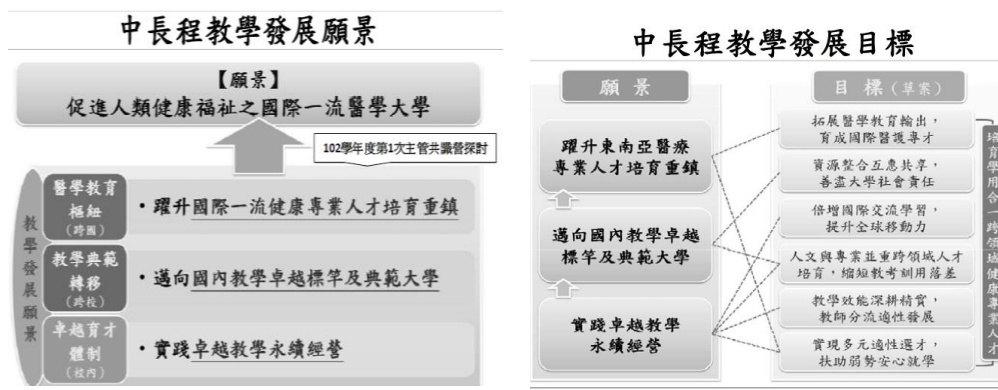 中長程教學發展願景
【願景】
促進人類健康福祉之國際一流醫學大學
102學年度第1次主管共識營探討
教學發展願景
醫學教育
樞紐
(跨國)
• 躍升國際一流健康專業人才培育重鎮
教學典範
轉移
(跨校)
• 邁向國內教學卓越標竿及典範大學
卓越育才
體制
(校內)
• 實踐卓越教學永續經營
中長程教學發展目標
願 景
躍升東南亞醫療
專業人才培育重鎮
邁向國內教學卓越
標竿及典範大學
實踐卓越教學
永續經營
目 標(草案)
拓展醫學教育輸出,
育成國際醫護專才
資源整合互惠共享,
善盡大學社會責任
倍增國際交流學習,
提升全球移動力
人文與專業並重跨領域人才
培育,縮短教考訓用落差
教學效能深耕精實,
教師分流適性發展
實現多元適性選才,
扶助弱勢安心就學
培育學用合一跨領域健康專業人才